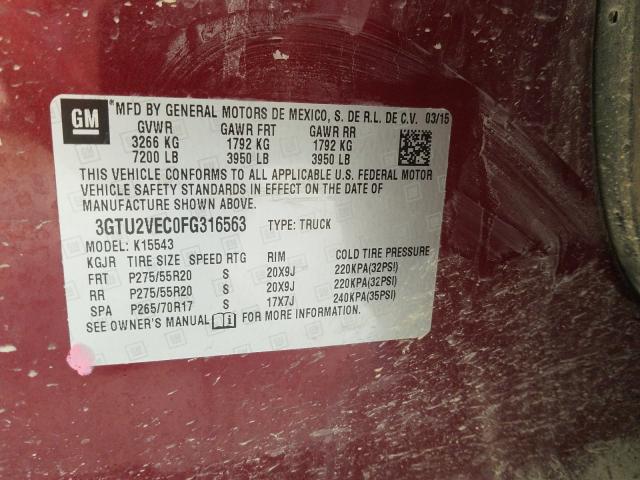 GM
®MFD BY GENERAL MOTORS DE MEXICO, S. DE R.L. DE C.V. 03/15
GVWR GAWR FRT GAWR RR
3266 KG 1792 KG 1792 KG
7200 LB 3950 LB 3950 LB
THIS VEHICLE CONFORMS TO ALL APPLICABLE U.S. FEDERAL MOTOR
VEHICLE SAFETY STANDARDS IN EFFECT ON THE DATE OF
MANUFACTURE SHOWN ABOVE.
3GTU2VEC0FG316563 TYPE: TRUCK
MODEL: K15543
KGJR TIRE SIZE SPEED RTG RIM COLD TIRE PRESSURE
FRT P275/55R20 S 20X9J 220KPA(32PSI)
RR P275/55R20 S 20X9J 220KPA(32PSI)
SPA P265/70R17 S 17X7J 240KPA(35PSI)
SEE OWNER'S MANUAL FOR MORE INFORMATION.